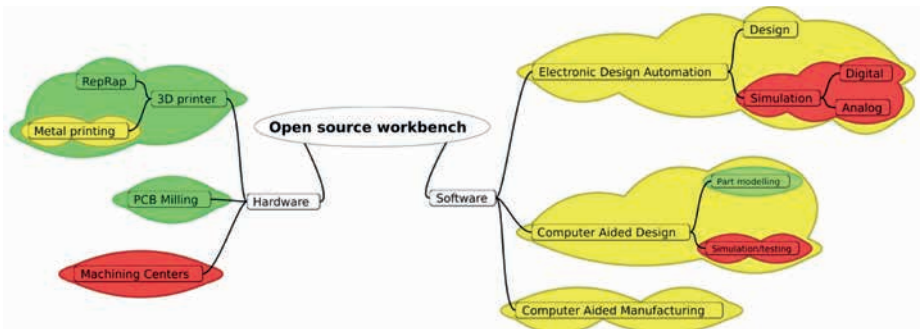 Open source workbench
Hardware
3D printer
RepRap
Metal printing
PCB Milling
Machining Centers
Software
Electronic Design Automation
Design
Simulation
Digital
Analog
Computer Aided Design
Part modelling
Simulation/testing
Computer Aided Manufacturing